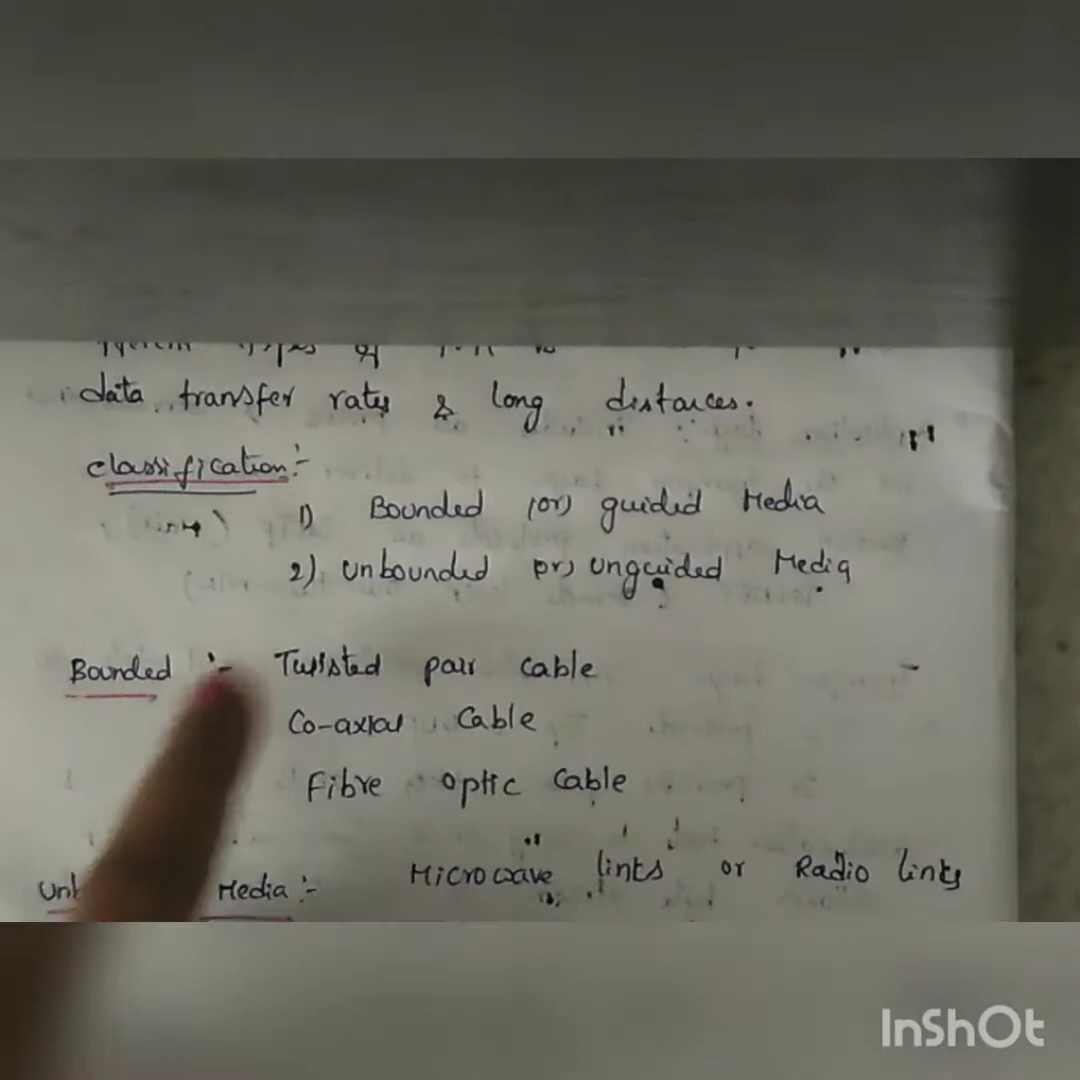 data transfer rates & long distances.
classification:-
1) Bounded (or) guided Media
2) unbounded (or) unguided Media
Bounded :- Twisted pair cable
Co-axial cable
Fibre optic cable
Media:- Microwave links or Radio links
InShOt